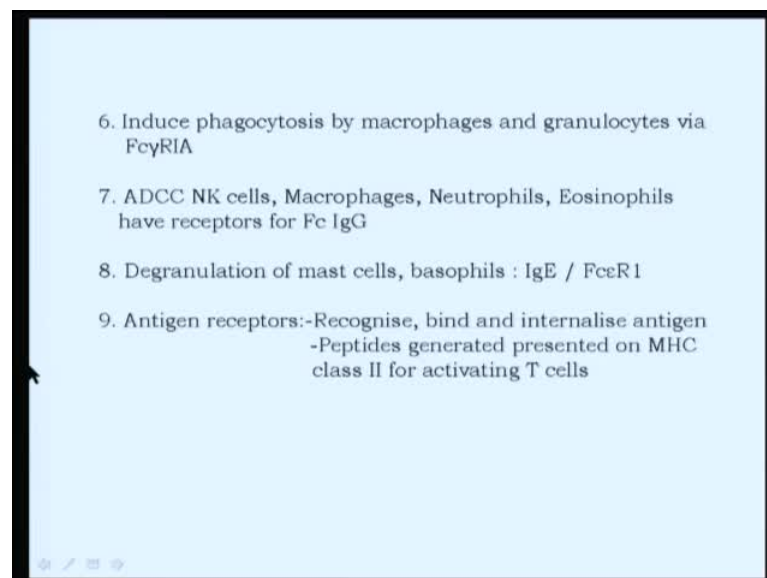 6. Induce phagocytosis by macrophages and granulocytes via
FcγRIA
7. ADCC NK cells, Macrophages, Neutrophils, Eosinophils
have receptors for Fc IgG
8. Degranulation of mast cells, basophils : IgE / FcεR1
9. Antigen receptors:-Recognise, bind and internalise antigen
-Peptides generated presented on MHC
class II for activating T cells